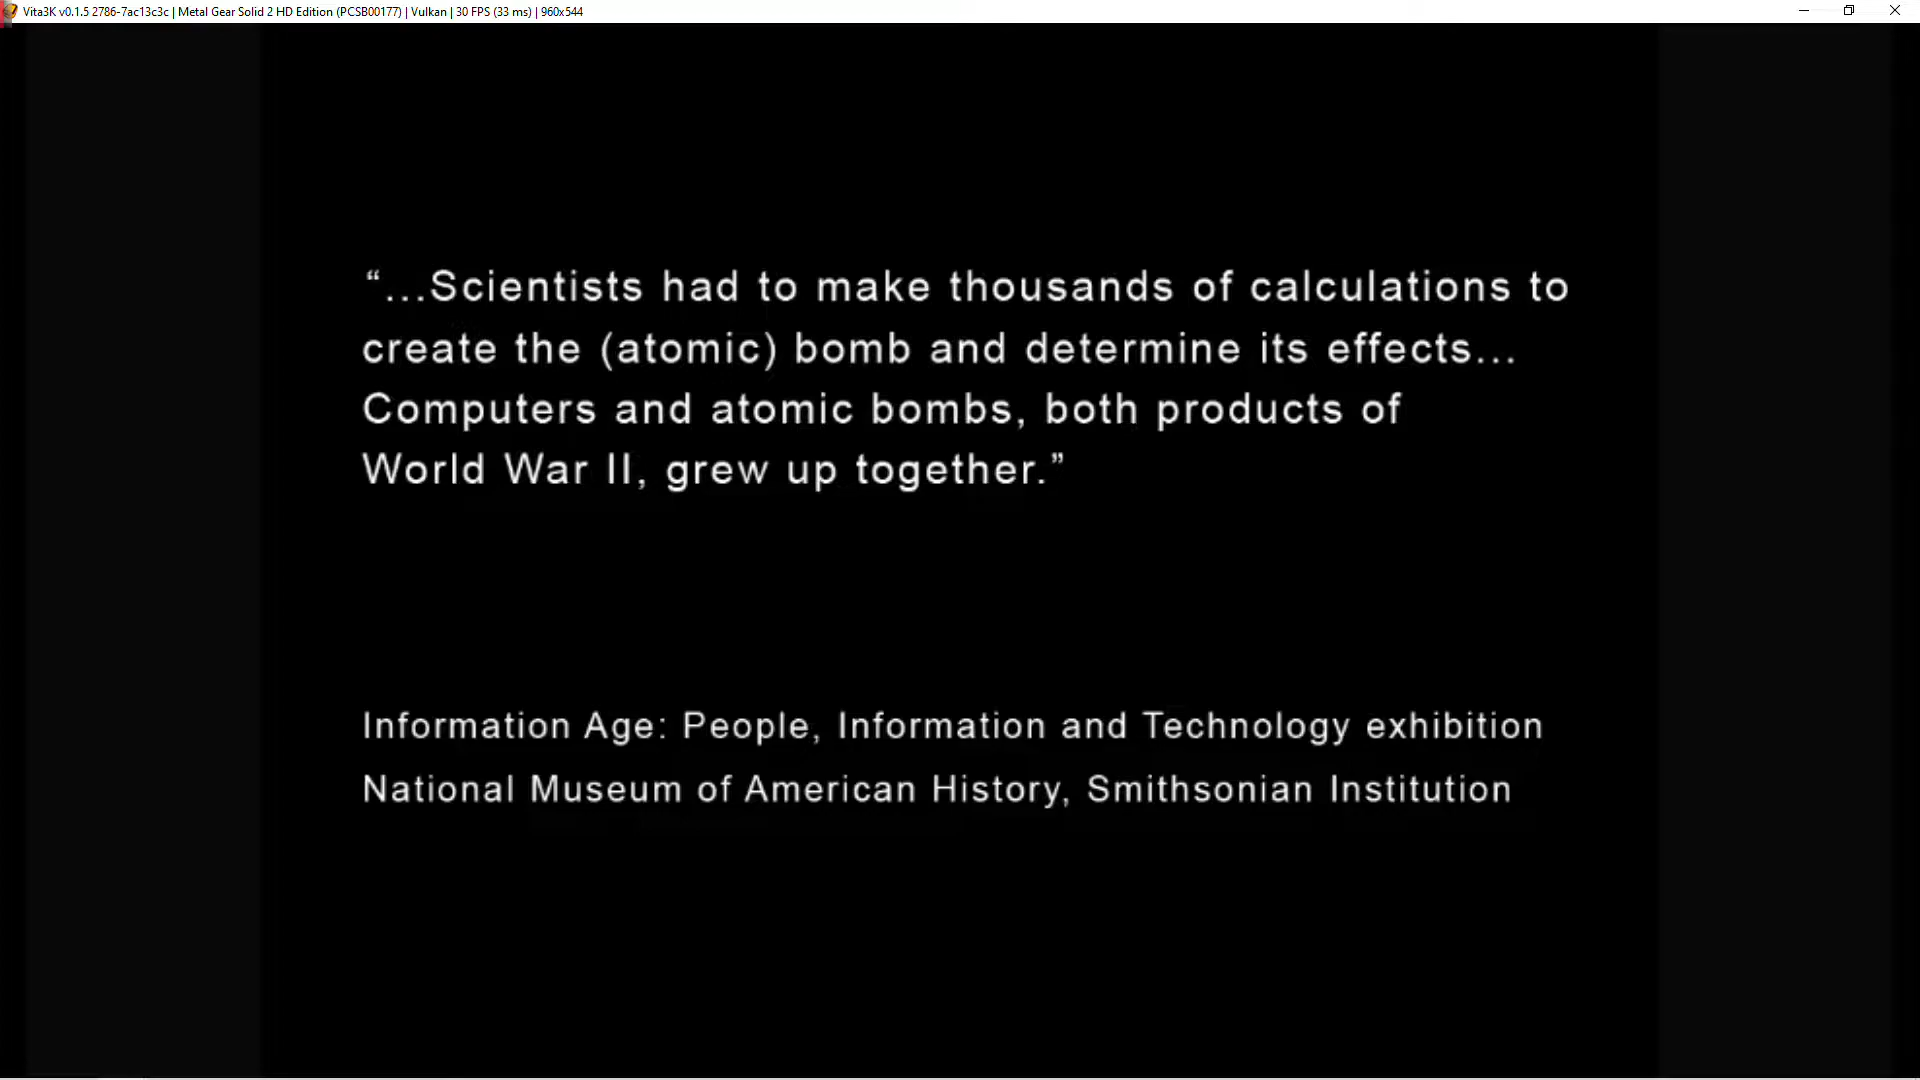 Vita3K v0.1.5 2786-7ac13c3c | Metal Gear Solid 2 HD Edition (PCSB00177) | Vulkan | 30 FPS (33 ms) | 960x544
“...Scientists had to make thousands of calculations to
create the (atomic) bomb and determine its effects...
Computers and atomic bombs, both products of
World War II, grew up together.”
Information Age: People, Information and Technology exhibition
National Museum of American History, Smithsonian Institution